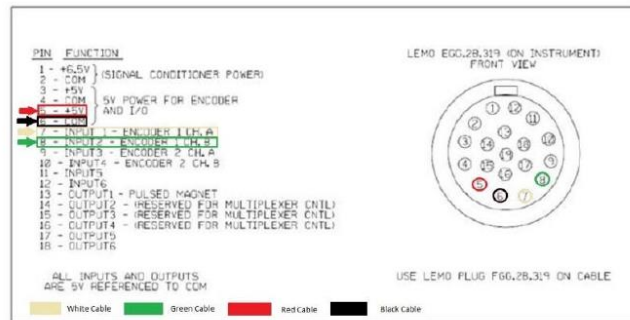 PIN FUNCTION
1 - +6.5V
2 - COM
(SIGNAL CONDITIONER POWER)
3 - +5V
4 - COM
5 - +5V
6 - COM
5V POWER FOR ENCODER
AND I/O
7 - INPUT 1 - ENCODER 1 CH. A
8 - INPUT2 - ENCODER 1 CH. B
9 - INPUT3 - ENCODER 2 CH. A
10 - INPUT4 - ENCODER 2 CH. B
11 - INPUT5
12 - INPUT6
13 - OUTPUT1 - PULSED MAGNET
14 - OUTPUT2 - (RESERVED FOR MULTIPLEXER CNTL)
15 - OUTPUT3 - (RESERVED FOR MULTIPLEXER CNTL)
16 - OUTPUT4 - (RESERVED FOR MULTIPLEXER CNTL)
17 - OUTPUT5
18 - OUTPUT6
ALL INPUTS AND OUTPUTS
ARE 5V REFERENCED TO COM
LEMO EGG.2B.319 (ON INSTRUMENT)
FRONT VIEW
1 12
2 11
13
3 14 18 10
19
4 15 17 9
16
5 8
6 7
USE LEMO PLUG FGG.2B.319 ON CABLE
White Cable Green Cable Red Cable Black Cable